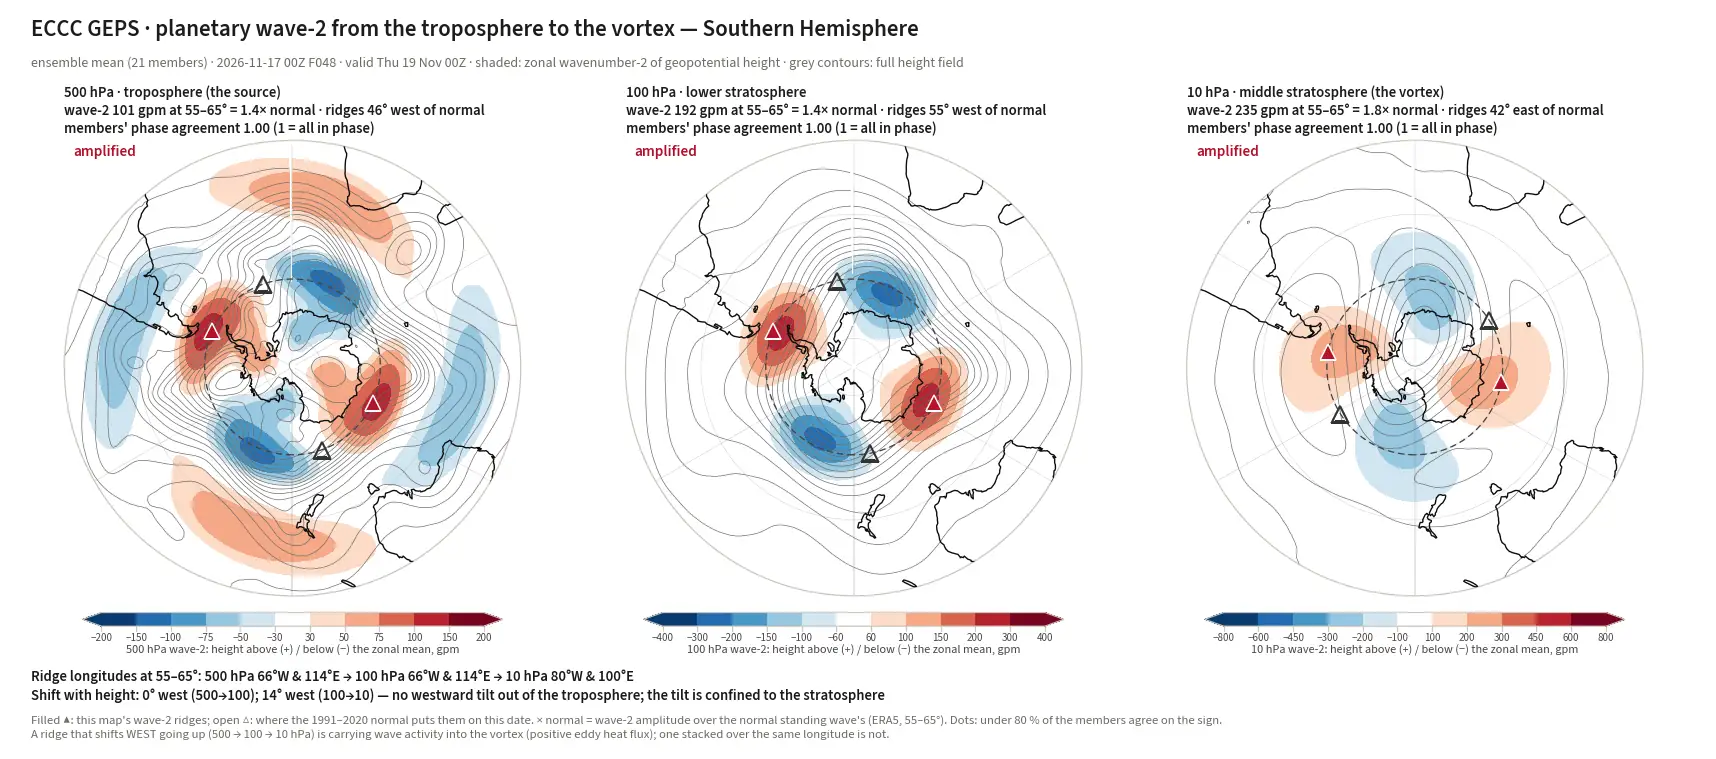 ECCC GEPS · planetary wave-2 from the troposphere to the vortex — Southern Hemisphere
ensemble mean (21 members) · 2026-11-17 00Z F048 · valid Thu 19 Nov 00Z · shaded: zonal wavenumber-2 of geopotential height · grey contours: full height field
500 hPa · troposphere (the source)
wave-2 101 gpm at 55–65° = 1.4× normal · ridges 46° west of normal
members' phase agreement 1.00 (1 = all in phase)
amplified
100 hPa · lower stratosphere
wave-2 192 gpm at 55–65° = 1.4× normal · ridges 55° west of normal
members' phase agreement 1.00 (1 = all in phase)
amplified
10 hPa · middle stratosphere (the vortex)
wave-2 235 gpm at 55–65° = 1.8× normal · ridges 42° east of normal
members' phase agreement 1.00 (1 = all in phase)
amplified
−200 −150 −100 −75 −50 −30 30 50 75 100 150 200
500 hPa wave-2: height above (+) / below (−) the zonal mean, gpm
−400 −300 −200 −150 −100 −60 60 100 150 200 300 400
100 hPa wave-2: height above (+) / below (−) the zonal mean, gpm
−800 −600 −450 −300 −200 −100 100 200 300 450 600 800
10 hPa wave-2: height above (+) / below (−) the zonal mean, gpm
Ridge longitudes at 55–65°: 500 hPa 66°W & 114°E → 100 hPa 66°W & 114°E → 10 hPa 80°W & 100°E
Shift with height: 0° west (500→100); 14° west (100→10) — no westward tilt out of the troposphere; the tilt is confined to the stratosphere
Filled ▲: this map's wave-2 ridges; open △: where the 1991–2020 normal puts them on this date. × normal = wave-2 amplitude over the normal standing wave's (ERA5, 55–65°). Dots: under 80 % of the members agree on the sign.
A ridge that shifts WEST going up (500 → 100 → 10 hPa) is carrying wave activity into the vortex (positive eddy heat flux); one stacked over the same longitude is not.